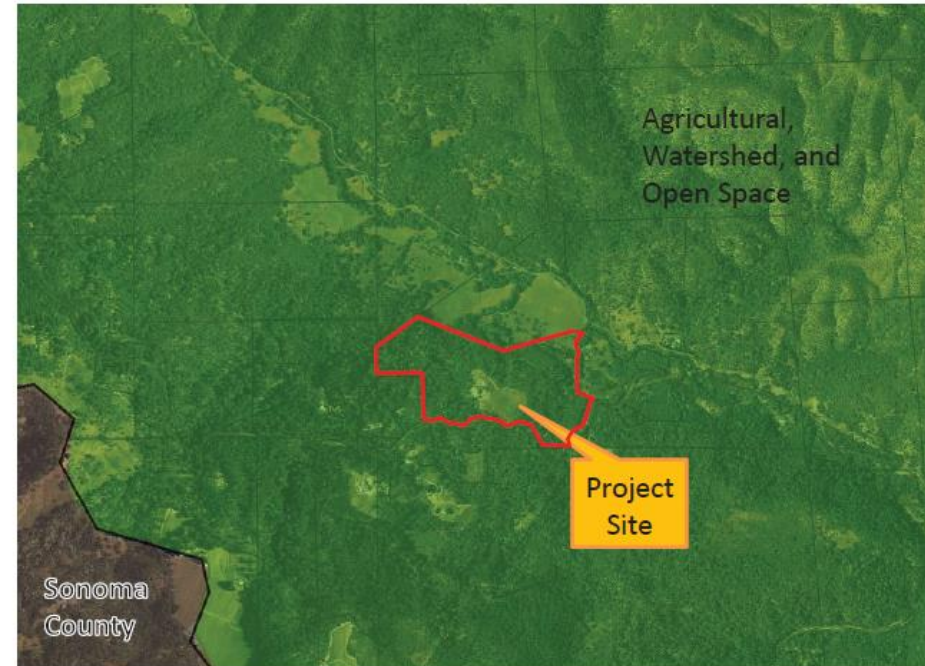 Agricultural,
Watershed, and
Open Space
Project
Site
Sonoma
County